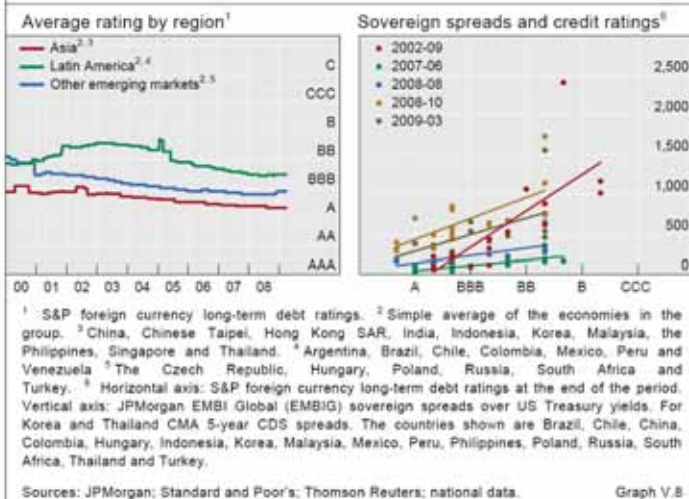 Average rating by region¹
Sovereign spreads and credit ratings⁶
Asia²˒³
Latin America²˒⁴
Other emerging markets²˒⁵
C
CCC
B
BB
BBB
A
AA
AAA
00 01 02 03 04 05 06 07 08
2002-09
2007-06
2008-08
2008-10
2009-03
2,500
2,000
1,500
1,000
500
0
A BBB BB B CCC
¹ S&P foreign currency long-term debt ratings. ² Simple average of the economies in the
group. ³ China, Chinese Taipei, Hong Kong SAR, India, Indonesia, Korea, Malaysia, the
Philippines, Singapore and Thailand. ⁴ Argentina, Brazil, Chile, Colombia, Mexico, Peru and
Venezuela ⁵ The Czech Republic, Hungary, Poland, Russia, South Africa and
Turkey. ⁶ Horizontal axis: S&P foreign currency long-term debt ratings at the end of the period.
Vertical axis: JPMorgan EMBI Global (EMBIG) sovereign spreads over US Treasury yields. For
Korea and Thailand CMA 5-year CDS spreads. The countries shown are Brazil, Chile, China,
Colombia, Hungary, Indonesia, Korea, Malaysia, Mexico, Peru, Philippines, Poland, Russia, South
Africa, Thailand and Turkey.
Sources: JPMorgan; Standard and Poor's; Thomson Reuters; national data.
Graph V.8